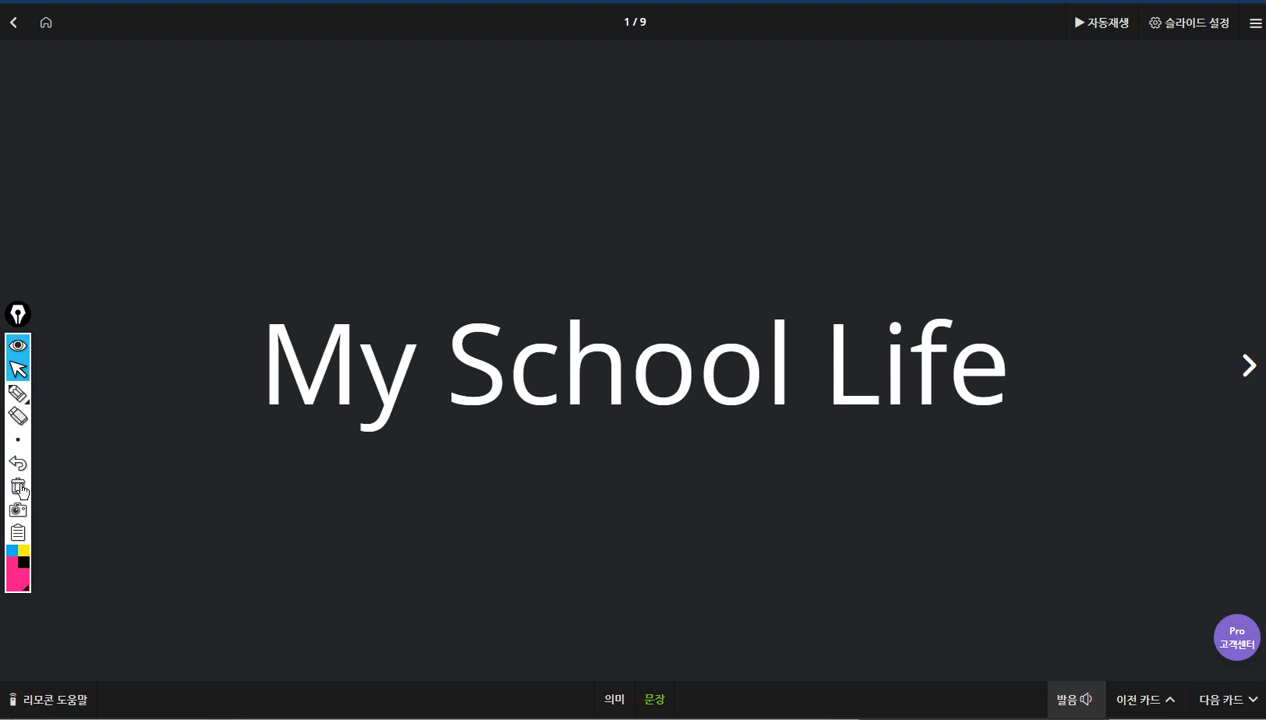 1 / 9
자동재생
슬라이드 설정
My School Life
Pro
고객센터
리모콘 도움말
의미
문장
발음
이전 카드
다음 카드